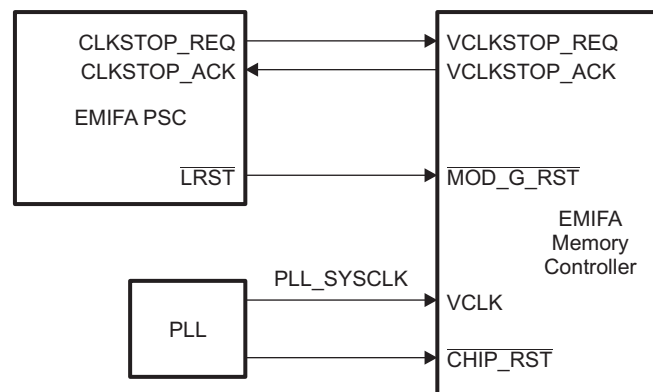 CLKSTOP_REQ
VCLKSTOP_REQ
CLKSTOP_ACK
VCLKSTOP_ACK
EMIFA PSC
LRST
MOD_G_RST
EMIFA
Memory
Controller
PLL_SYSCLK
VCLK
PLL
CHIP_RST